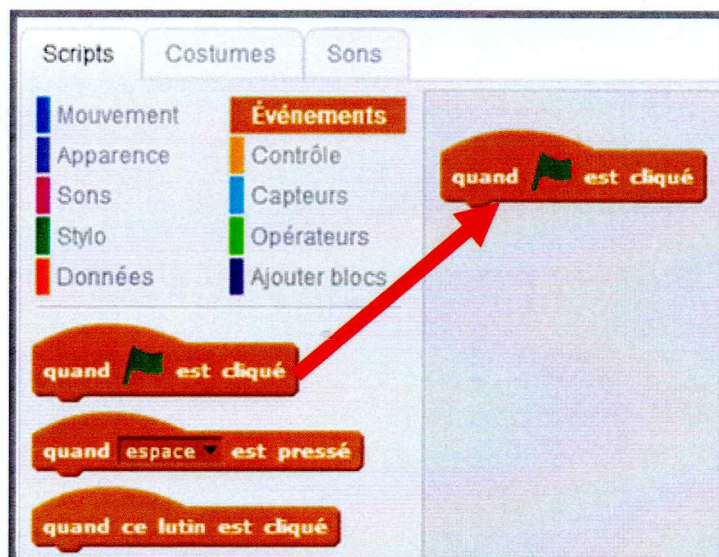 Scripts Costumes Sons
Mouvement Événements
Apparence Contrôle
Sons Capteurs
Stylo Opérateurs
Données Ajouter blocs
quand est cliqué
quand est cliqué
quand espace est pressé
quand ce lutin est cliqué